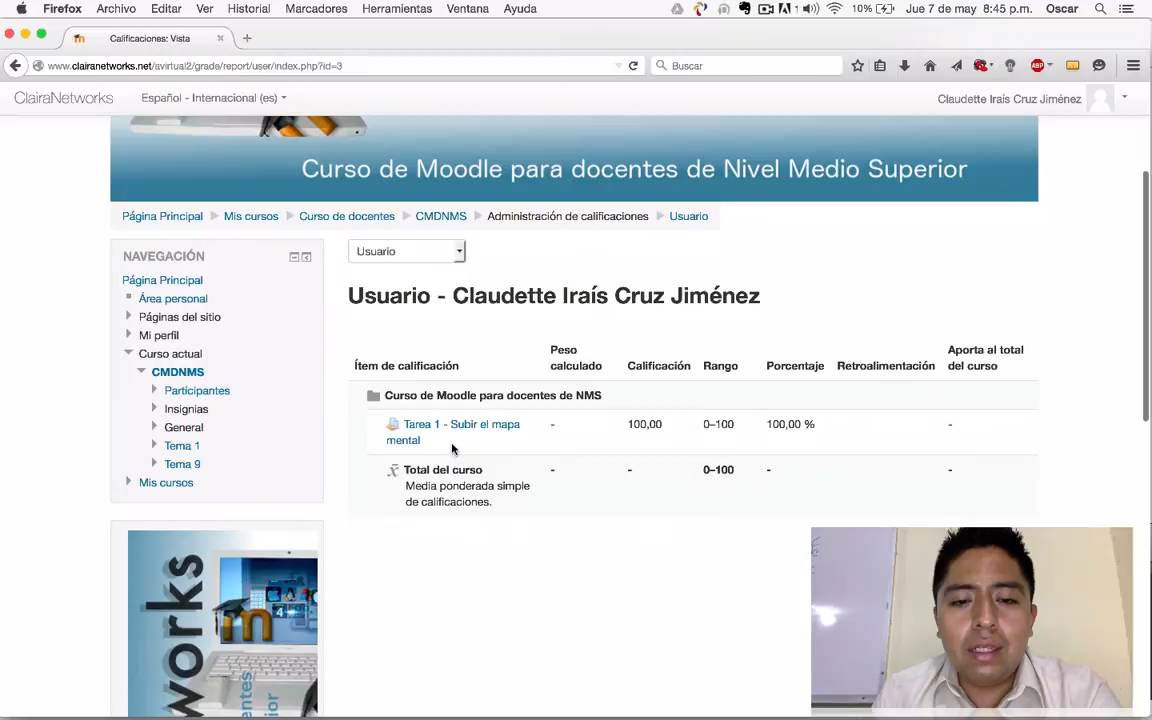 Firefox Archivo Editar Ver Historial Marcadores Herramientas Ventana Ayuda 1 10% Jue 7 de may 8:45 p.m. Oscar
Calificaciones: Vista
www.clairanetworks.net/avirtual2/grade/report/user/index.php?id=3 Buscar ABP
ClairaNetworks Español - Internacional (es) Claudette Iraís Cruz Jiménez
Curso de Moodle para docentes de Nivel Medio Superior
Página Principal Mis cursos Curso de docentes CMDNMS Administración de calificaciones Usuario
NAVEGACIÓN
Página Principal
Área personal
Páginas del sitio
Mi perfil
Curso actual
CMDNMS
Participantes
Insignias
General
Tema 1
Tema 9
Mis cursos
Usuario
Usuario - Claudette Iraís Cruz Jiménez
Ítem de calificación Peso calculado Calificación Rango Porcentaje Retroalimentación Aporta al total del curso
Curso de Moodle para docentes de NMS
Tarea 1 - Subir el mapa - 100,00 0–100 100,00 % -
mental
Total del curso - - 0–100 - -
Media ponderada simple
de calificaciones.
works
m
entes